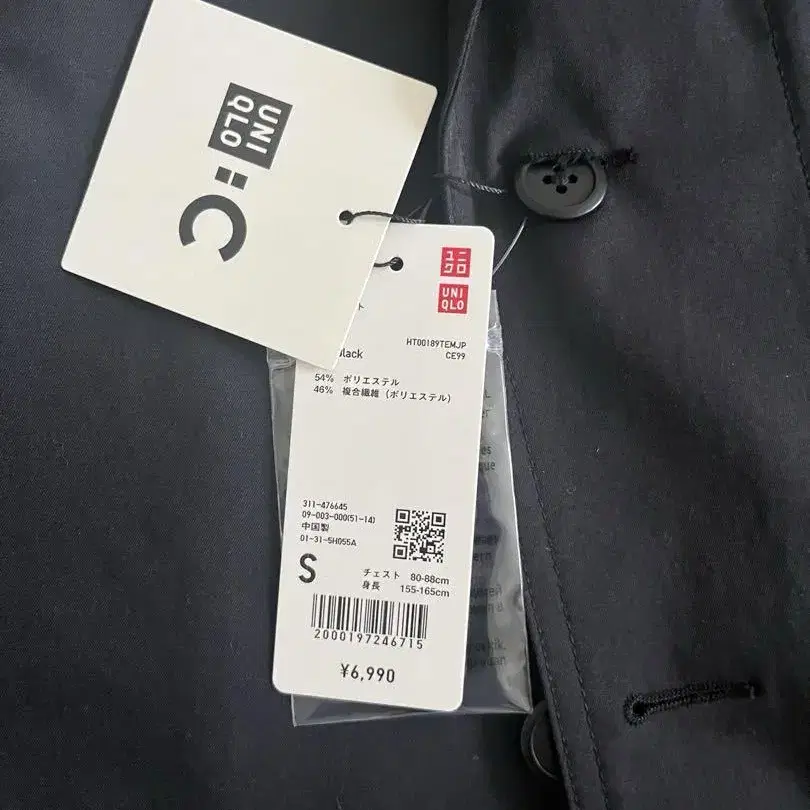 UNI
QLO
:C
ユニ
クロ
UNI
QLO
ト
HT00189TEMJP
lack
CE99
54% ポリエステル
46% 複合繊維 (ポリエステル)
311-476645
09-003-000(51-14)
中国製
01-31-5H055A
S
チェスト 80-88cm
身長 155-165cm
2000197246715
¥6,990